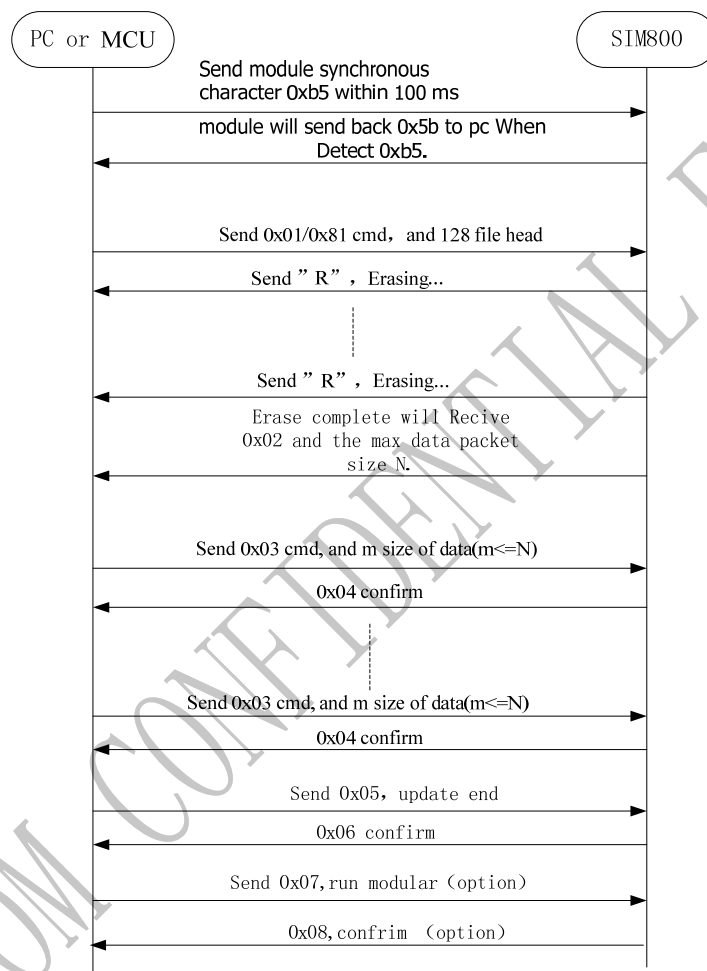 PC or MCU
SIM800
Send module synchronous
character 0xb5 within 100 ms
module will send back 0x5b to pc When
Detect 0xb5.
Send 0x01/0x81 cmd，and 128 file head
Send ”R”，Erasing...
Send ”R”，Erasing...
Erase complete will Recive
0x02 and the max data packet
size N.
Send 0x03 cmd, and m size of data(m<=N)
0x04 confirm
Send 0x03 cmd, and m size of data(m<=N)
0x04 confirm
Send 0x05，update end
0x06 confirm
Send 0x07,run modular（option）
0x08,confrim （option）
OM CONFIDENTIAL F